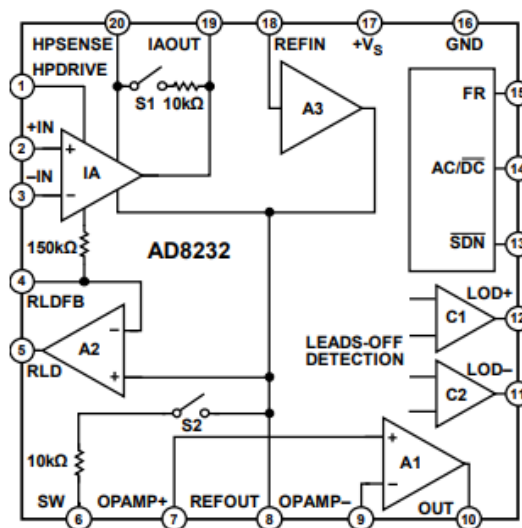 20 19 18 17 16
HPSENSE IAOUT REFIN +VS GND
HPDRIVE
1
S1 10kΩ
A3
FR 15
+IN
2
+ IA
AC/DC 14
–IN
3
–
150kΩ
AD8232
SDN 13
4
RLDFB
LOD+
C1
12
–
A2
LEADS-OFF
DETECTION
5
RLD
+
LOD–
C2
11
S2
10kΩ
+
A1
–
SW OPAMP+ REFOUT OPAMP– OUT
6 7 8 9 10